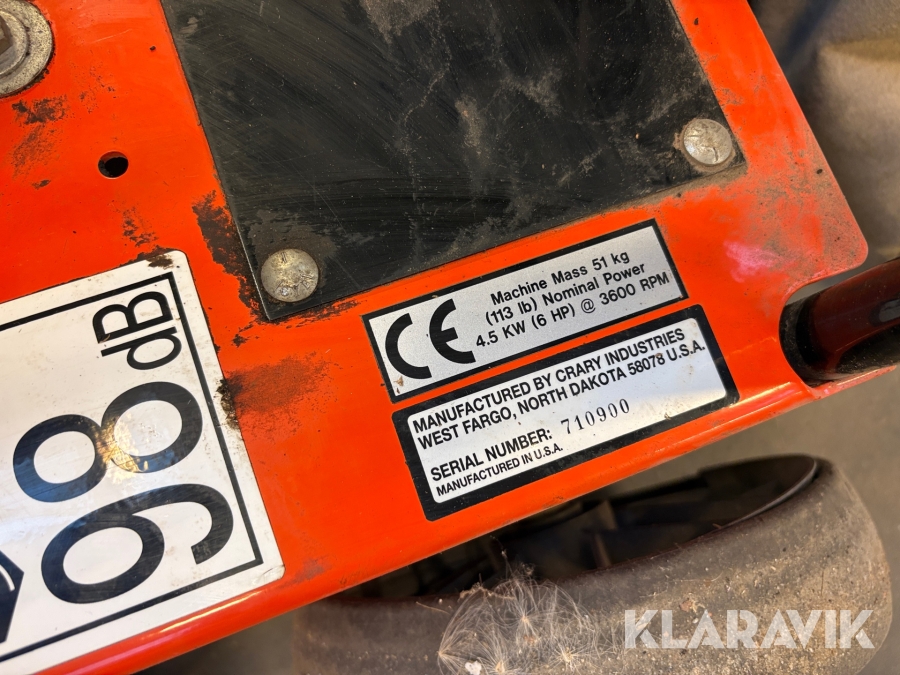 CE
Machine Mass 51 kg
(113 lb) Nominal Power
4.5 KW (6 HP) @ 3600 RPM
MANUFACTURED BY CRARY INDUSTRIES
WEST FARGO, NORTH DAKOTA 58078 U.S.A.
SERIAL NUMBER: 710900
MANUFACTURED IN U.S.A.
98 dB
KLARAVIK